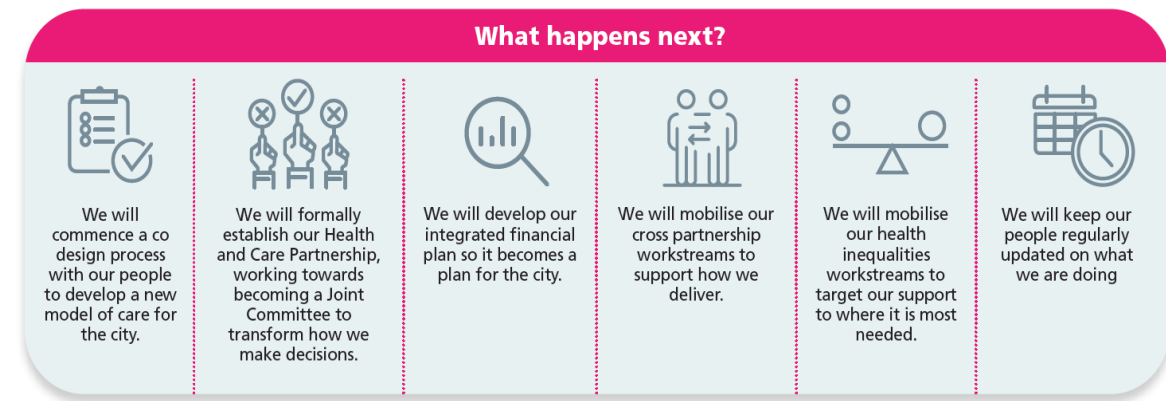 What happens next?
We will
commence a co
design process
with our people
to develop a new
model of care for
the city.
We will formally
establish our Health
and Care Partnership,
working towards
becoming a Joint
Committee to
transform how we
make decisions.
We will develop our
integrated financial
plan so it becomes a
plan for the city.
We will mobilise our
cross partnership
workstreams to
support how we
deliver.
We will mobilise
our health
inequalities
workstreams to
target our support
to where it is most
needed.
We will keep our
people regularly
updated on what
we are doing